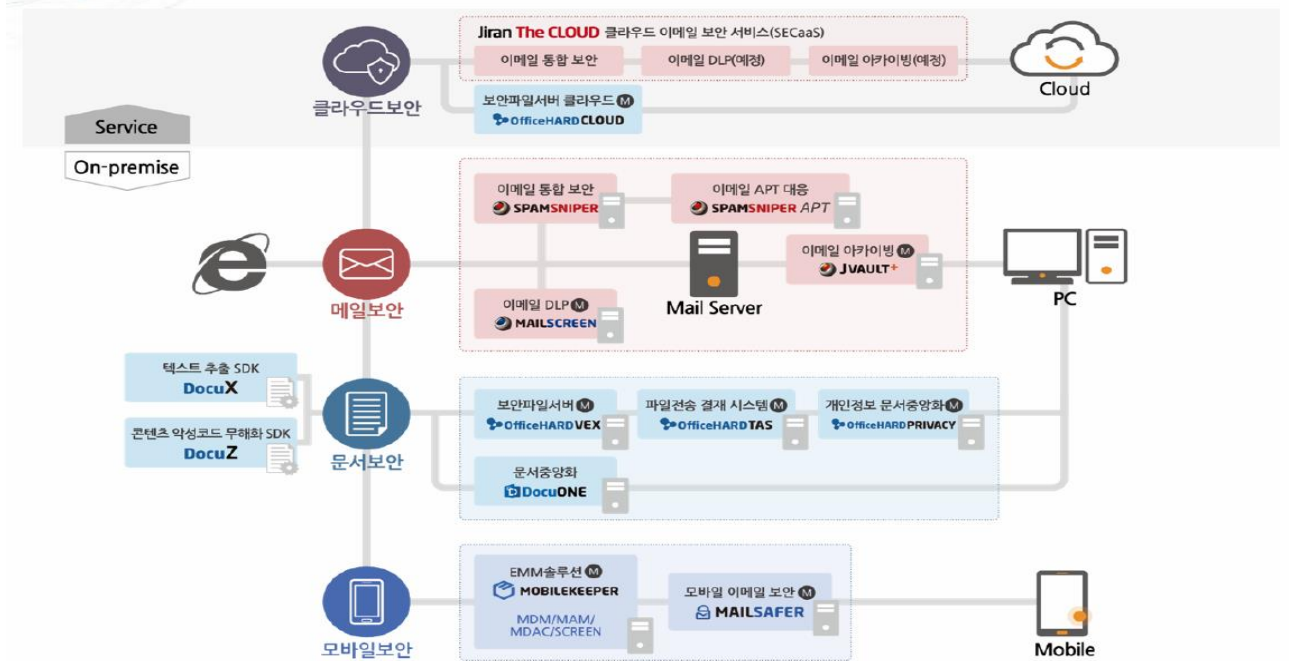 Jiran The CLOUD 클라우드 이메일 보안 서비스(SECaaS)
이메일 통합 보안
이메일 DLP(예정)
이메일 아카이빙(예정)
Cloud
클라우드보안
보안파일서버 클라우드 M
OfficeHARD CLOUD
Service
On-premise
이메일 통합 보안
SPAMSNIPER
이메일 APT 대응
SPAMSNIPER APT
이메일 아카이빙 M
JVAULT+
메일보안
Mail Server
PC
이메일 DLP M
MAILSCREEN
텍스트 추출 SDK
DocuX
콘텐츠 악성코드 무해화 SDK
DocuZ
문서보안
보안파일서버 M
OfficeHARD VEX
파일전송 결재 시스템 M
OfficeHARD TAS
개인정보 문서중앙화 M
OfficeHARD PRIVACY
문서중앙화
DocuONE
모바일보안
EMM솔루션 M
MOBILEKEEPER
MDM/MAM/
MDAC/SCREEN
모바일 이메일 보안 M
MAILSAFER
Mobile